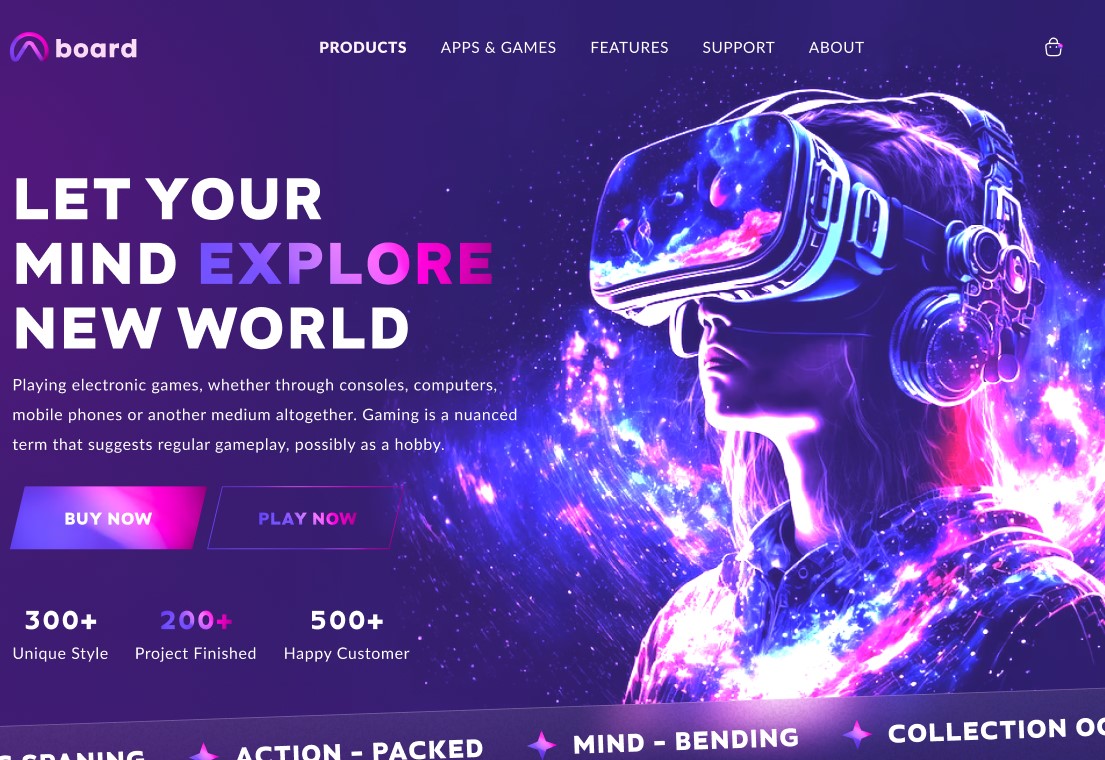 board
PRODUCTS APPS & GAMES FEATURES SUPPORT ABOUT
LET YOUR
MIND EXPLORE
NEW WORLD
Playing electronic games, whether through consoles, computers,
mobile phones or another medium altogether. Gaming is a nuanced
term that suggests regular gameplay, possibly as a hobby.
BUY NOW PLAY NOW
300+ 200+ 500+
Unique Style Project Finished Happy Customer
SPANING ACTION – PACKED MIND – BENDING COLLECTION